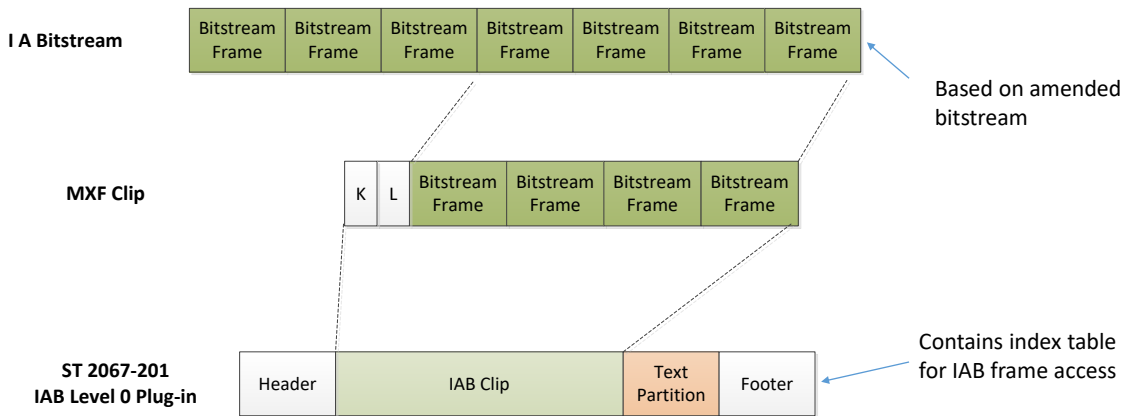 I A Bitstream
Bitstream Frame
Bitstream Frame
Bitstream Frame
Bitstream Frame
Bitstream Frame
Bitstream Frame
Bitstream Frame
Based on amended
bitstream
MXF Clip
K
L
Bitstream Frame
Bitstream Frame
Bitstream Frame
Bitstream Frame
Contains index table
for IAB frame access
ST 2067-201
IAB Level 0 Plug-in
Header
IAB Clip
Text
Partition
Footer